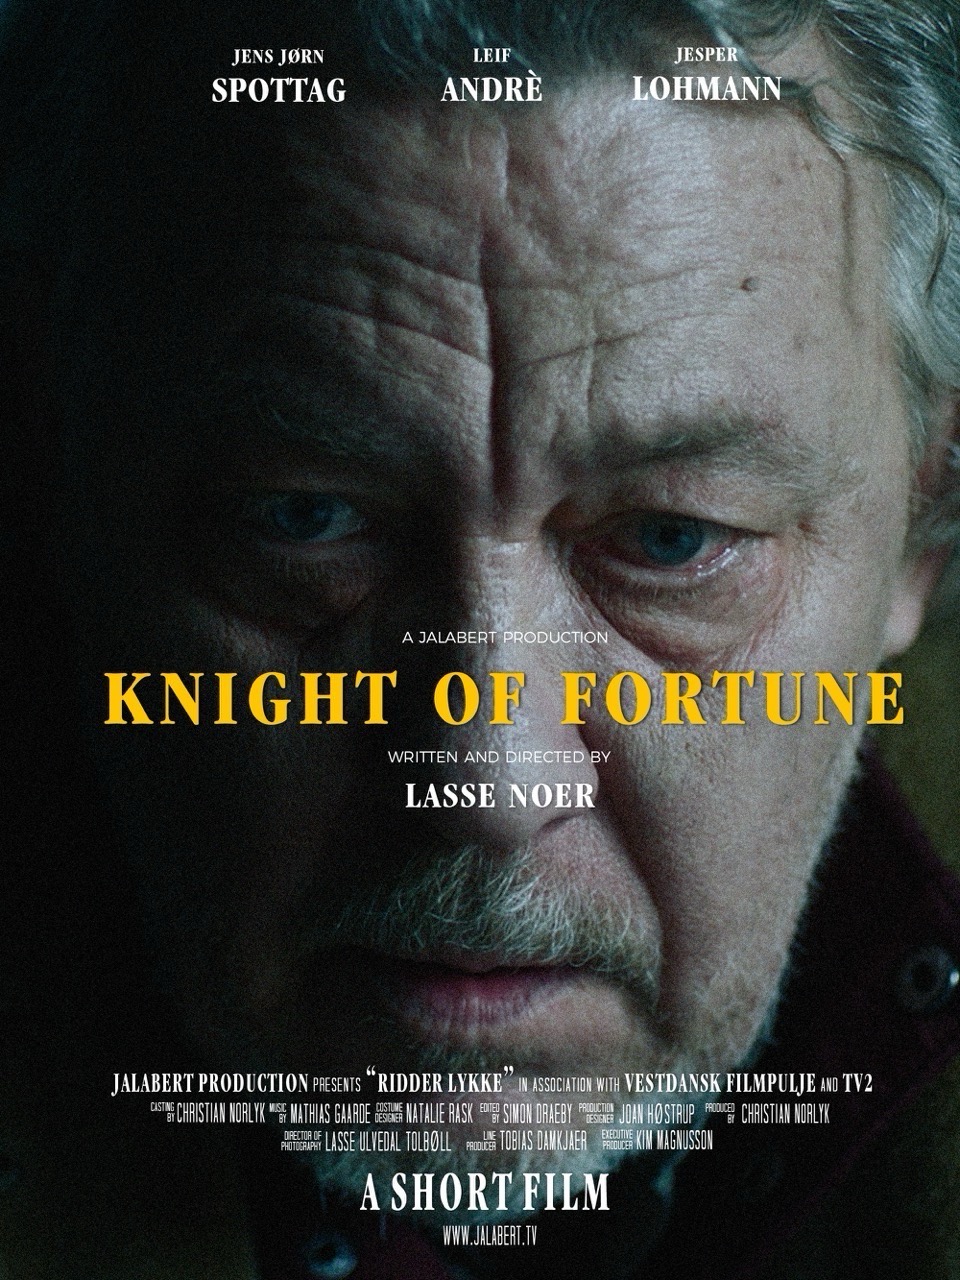 JENS JØRN SPOTTAG
LEIF ANDRÈ
JESPER LOHMANN
A JALABERT PRODUCTION
KNIGHT OF FORTUNE
WRITTEN AND DIRECTED BY
LASSE NOER
JALABERT PRODUCTION PRESENTS “RIDDER LYKKE” IN ASSOCIATION WITH VESTDANSK FILMPULJE AND TV2
CASTING BY CHRISTIAN NORLYK MUSIC BY MATHIAS GAARDE COSTUME DESIGNER NATALIE RASK EDITED BY SIMON DRAEBY PRODUCTION DESIGNER JOAN HØSTRUP PRODUCED BY CHRISTIAN NORLYK
DIRECTOR OF PHOTOGRAPHY LASSE ULVEDAL TOLBØLL LINE PRODUCER TOBIAS DAMKJAER EXECUTIVE PRODUCER KIM MAGNUSSON
A SHORT FILM
WWW.JALABERT.TV